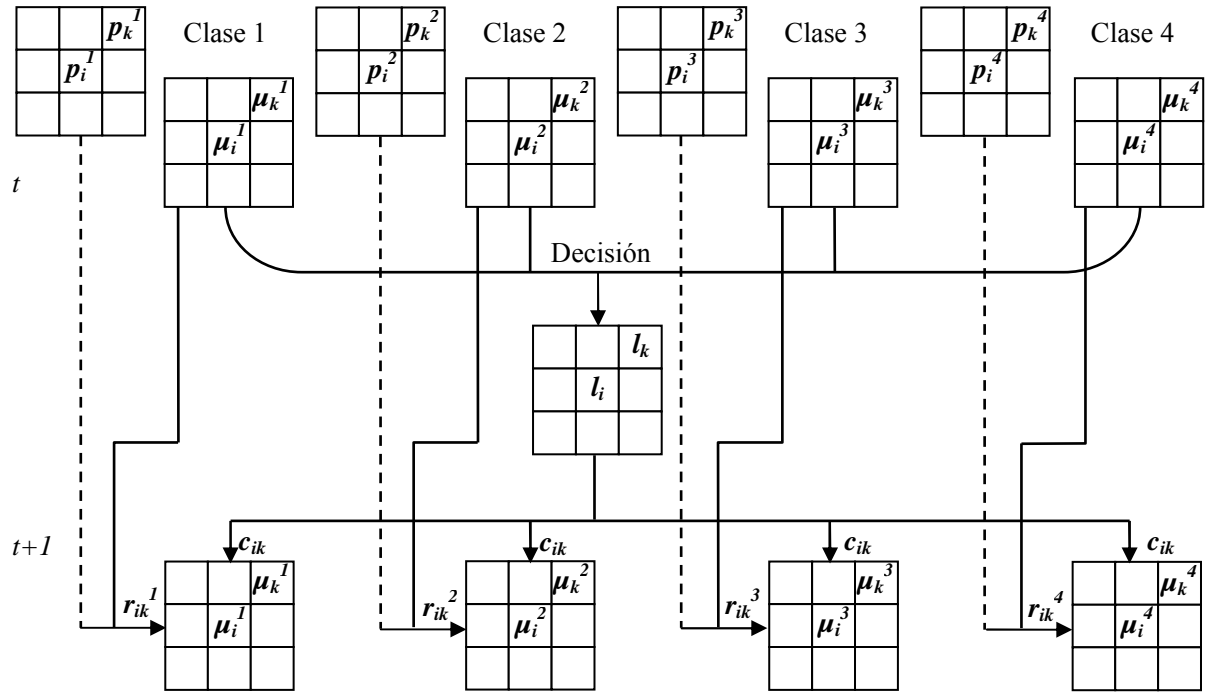 p_k^1 Clase 1 p_k^2 Clase 2 p_k^3 Clase 3 p_k^4 Clase 4
p_i^1 p_i^2 p_i^3 p_i^4
μ_k^1 μ_k^2 μ_k^3 μ_k^4
μ_i^1 μ_i^2 μ_i^3 μ_i^4
t
Decisión
l_k
l_i
t+1
c_ik c_ik c_ik c_ik
μ_k^1 μ_k^2 μ_k^3 μ_k^4
r_ik^1 r_ik^2 r_ik^3 r_ik^4
μ_i^1 μ_i^2 μ_i^3 μ_i^4